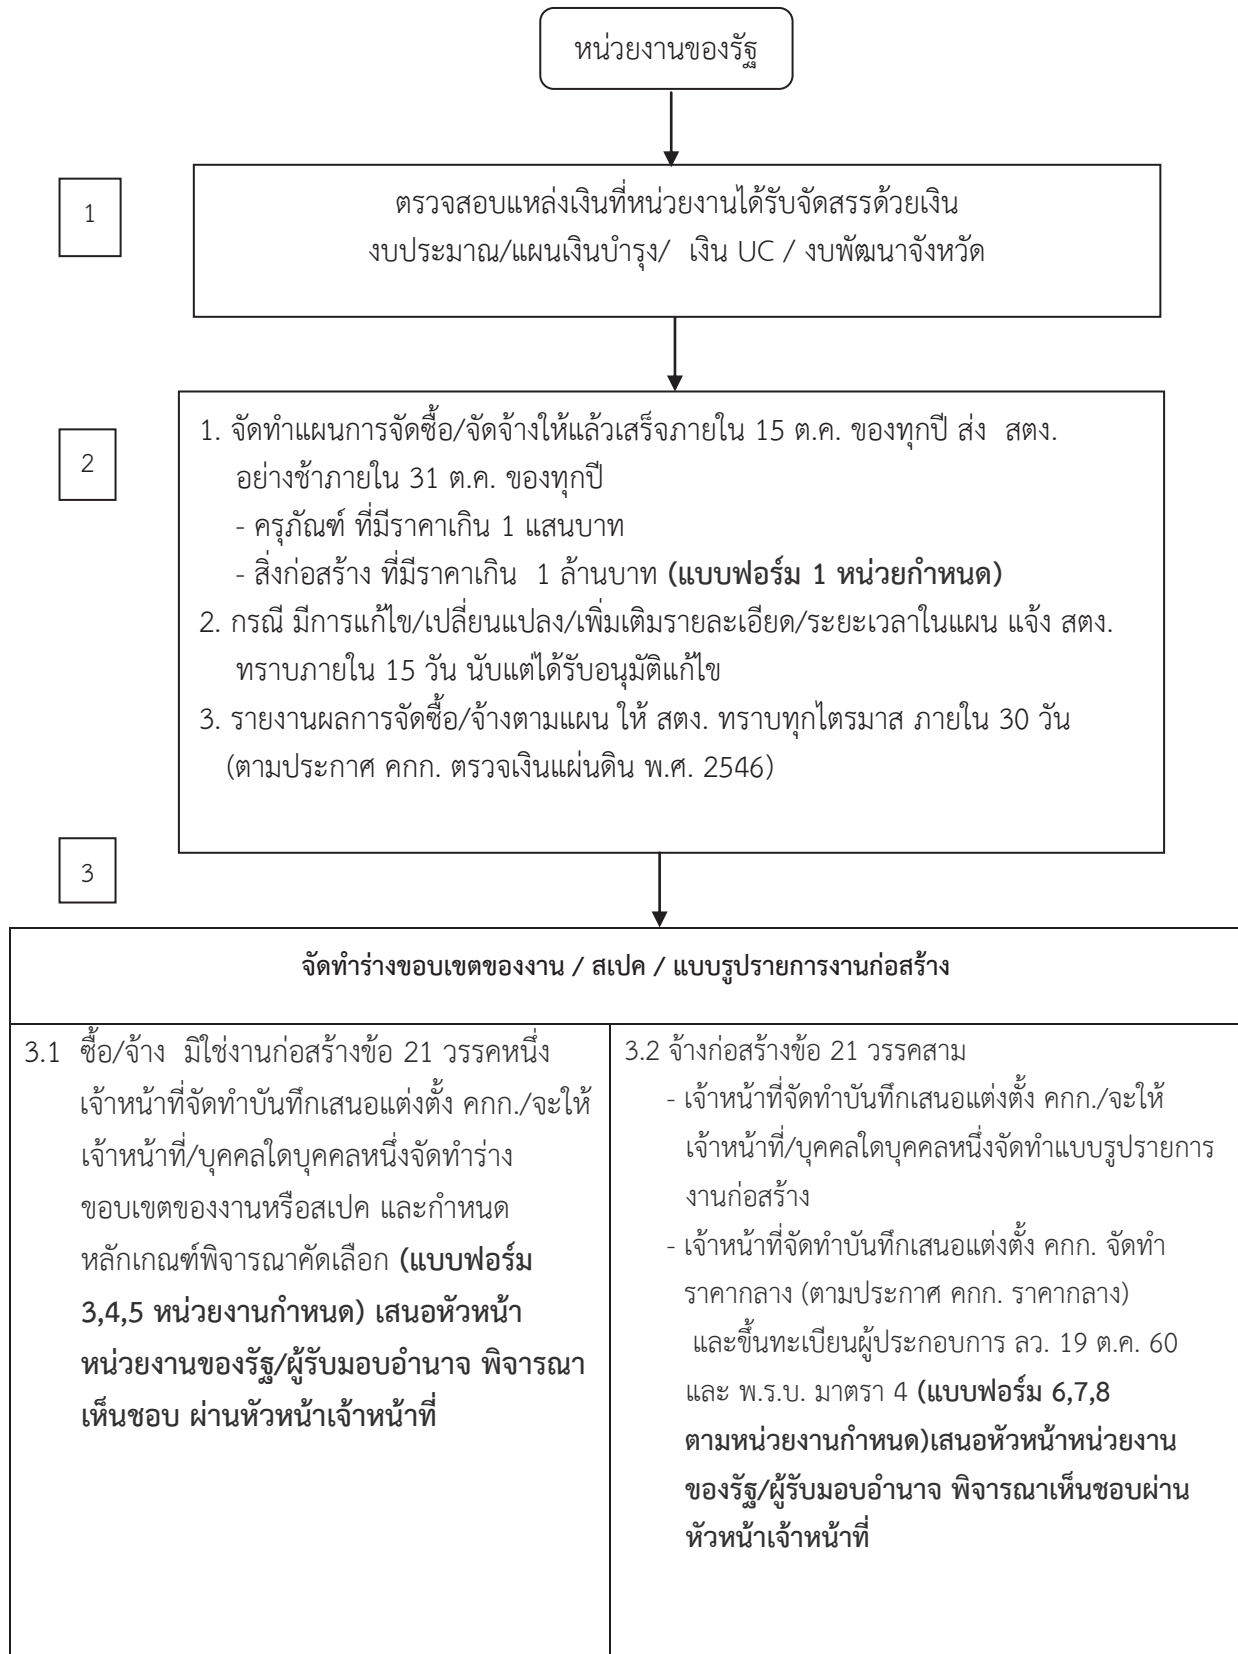 หน่วยงานของรัฐ
1
ตรวจสอบแหล่งเงินที่หน่วยงานได้รับจัดสรรด้วยเงิน
งบประมาณ/แผนเงินบำรุง/ เงิน UC / งบพัฒนาจังหวัด
2
1. จัดทำแผนการจัดซื้อ/จัดจ้างให้แล้วเสร็จภายใน 15 ต.ค. ของทุกปี ส่ง สตง.
อย่างช้าภายใน 31 ต.ค. ของทุกปี
- ครุภัณฑ์ ที่มีราคาเกิน 1 แสนบาท
- สิ่งก่อสร้าง ที่มีราคาเกิน 1 ล้านบาท (แบบฟอร์ม 1 หน่วยกำหนด)
2. กรณี มีการแก้ไข/เปลี่ยนแปลง/เพิ่มเติมรายละเอียด/ระยะเวลาในแผน แจ้ง สตง.
ทราบภายใน 15 วัน นับแต่ได้รับอนุมัติแก้ไข
3. รายงานผลการจัดซื้อ/จ้างตามแผน ให้ สตง. ทราบทุกไตรมาส ภายใน 30 วัน
(ตามประกาศ คกก. ตรวจเงินแผ่นดิน พ.ศ. 2546)
3
จัดทำร่างขอบเขตของงาน / สเปค / แบบรูปรายการงานก่อสร้าง
3.1 ซื้อ/จ้าง มิใช่งานก่อสร้างข้อ 21 วรรคหนึ่ง
เจ้าหน้าที่จัดทำบันทึกเสนอแต่งตั้ง คกก./จะให้
เจ้าหน้าที่/บุคคลใดบุคคลหนึ่งจัดทำร่าง
ขอบเขตของงานหรือสเปค และกำหนด
หลักเกณฑ์พิจารณาคัดเลือก (แบบฟอร์ม
3,4,5 หน่วยงานกำหนด) เสนอหัวหน้า
หน่วยงานของรัฐ/ผู้รับมอบอำนาจ พิจารณา
เห็นชอบ ผ่านหัวหน้าเจ้าหน้าที่
3.2 จ้างก่อสร้างข้อ 21 วรรคสาม
- เจ้าหน้าที่จัดทำบันทึกเสนอแต่งตั้ง คกก./จะให้
เจ้าหน้าที่/บุคคลใดบุคคลหนึ่งจัดทำแบบรูปรายการ
งานก่อสร้าง
- เจ้าหน้าที่จัดทำบันทึกเสนอแต่งตั้ง คกก. จัดทำ
ราคากลาง (ตามประกาศ คกก. ราคากลาง)
และขึ้นทะเบียนผู้ประกอบการ ลว. 19 ต.ค. 60
และ พ.ร.บ. มาตรา 4 (แบบฟอร์ม 6,7,8
ตามหน่วยงานกำหนด)เสนอหัวหน้าหน่วยงาน
ของรัฐ/ผู้รับมอบอำนาจ พิจารณาเห็นชอบผ่าน
หัวหน้าเจ้าหน้าที่